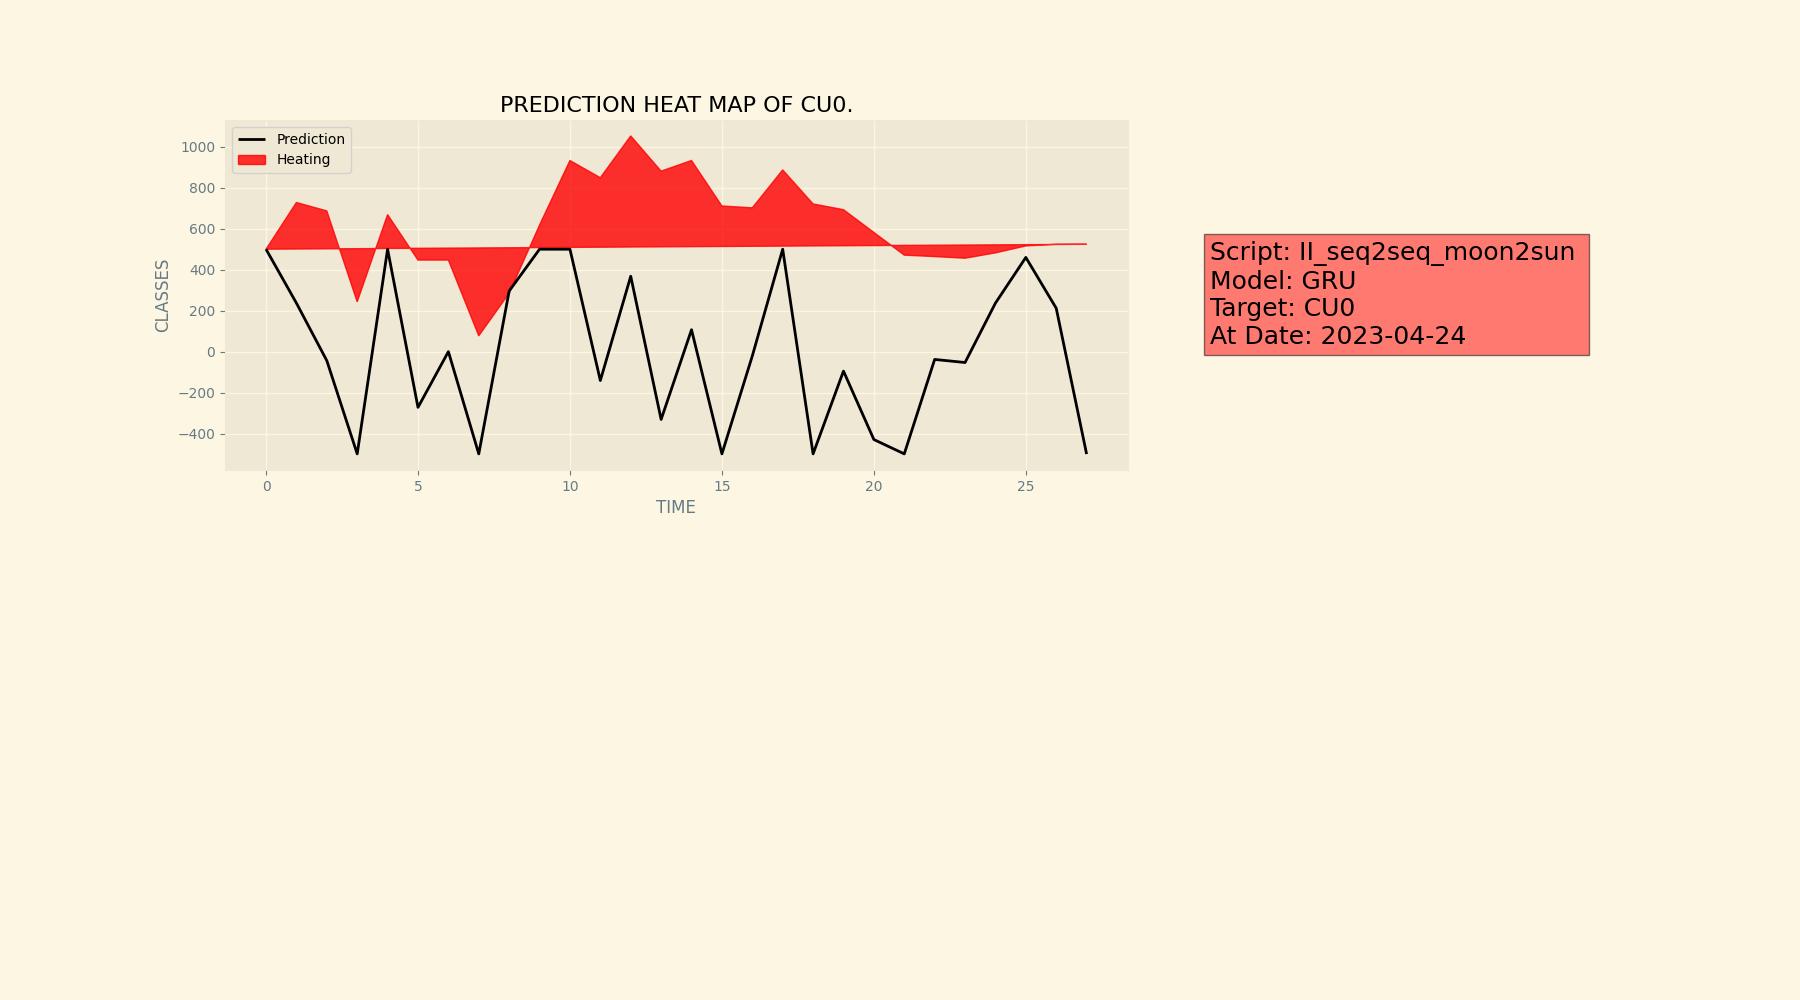 PREDICTION HEAT MAP OF CU0.
Prediction
Heating
1000
800
600
400
200
0
−200
−400
CLASSES
0 5 10 15 20 25
TIME
Script: II_seq2seq_moon2sun
Model: GRU
Target: CU0
At Date: 2023-04-24